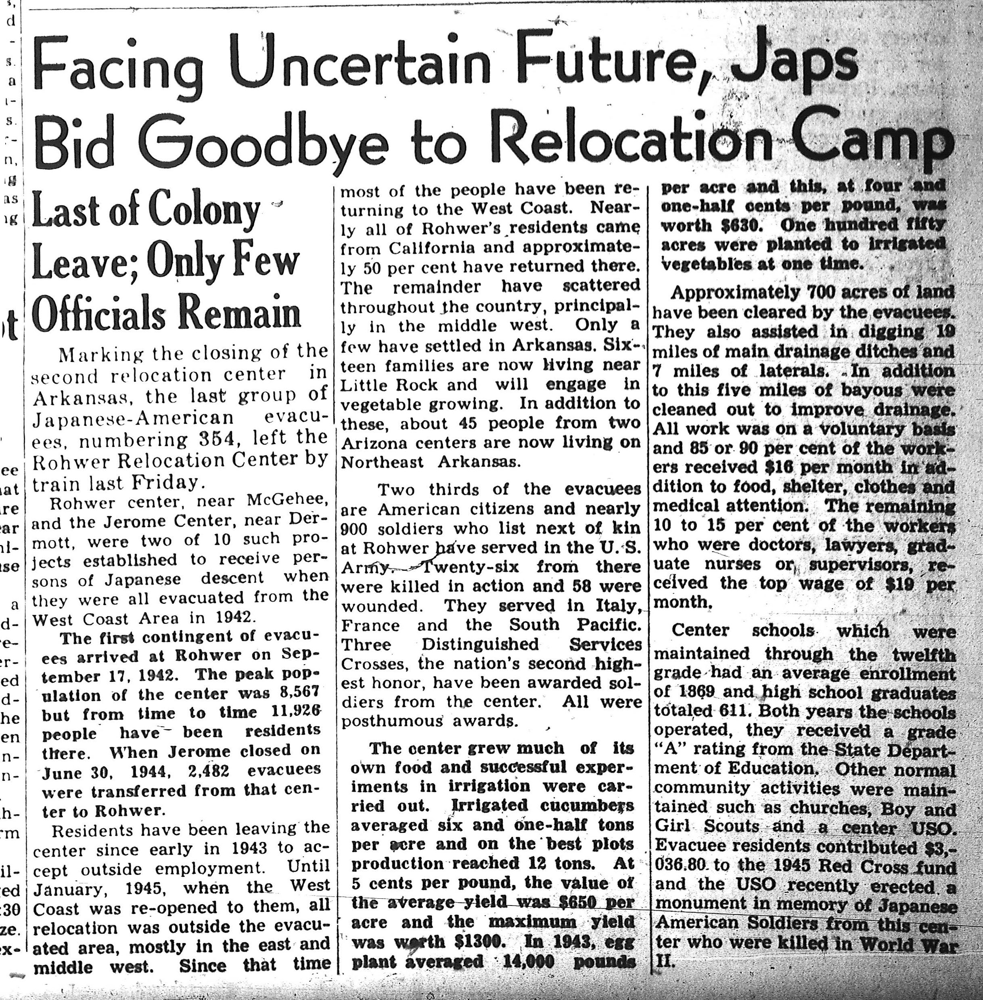 Facing Uncertain Future, Japs
Bid Goodbye to Relocation Camp
Last of Colony
Leave; Only Few
Officials Remain
Marking the closing of the
second relocation center in
Arkansas, the last group of
Japanese-American evacu-
ees, numbering 354, left the
Rohwer Relocation Center by
train last Friday.
Rohwer center, near McGehee,
and the Jerome Center, near Der-
mott, were two of 10 such pro-
jects established to receive per-
sons of Japanese descent when
they were all evacuated from the
West Coast Area in 1942.
The first contingent of evacu-
ees arrived at Rohwer on Sep-
tember 17, 1942. The peak pop-
ulation of the center was 8,567
but from time to time 11,926
people have been residents
there. When Jerome closed on
June 30, 1944, 2,482 evacuees
were transferred from that cen-
ter to Rohwer.
Residents have been leaving the
center since early in 1943 to ac-
cept outside employment. Until
January, 1945, when the West
Coast was re-opened to them, all
relocation was outside the evacu-
ated area, mostly in the east and
middle west. Since that time
most of the people have been re-
turning to the West Coast. Near-
ly all of Rohwer's residents came
from California and approximate-
ly 50 per cent have returned there.
The remainder have scattered
throughout the country, principal-
ly in the middle west. Only a
few have settled in Arkansas. Six-
teen families are now living near
Little Rock and will engage in
vegetable growing. In addition to
these, about 45 people from two
Arizona centers are now living on
Northeast Arkansas.
Two thirds of the evacuees
are American citizens and nearly
900 soldiers who list next of kin
at Rohwer have served in the U. S.
Army. Twenty-six from there
were killed in action and 58 were
wounded. They served in Italy,
France and the South Pacific.
Three Distinguished Services
Crosses, the nation's second high-
est honor, have been awarded sol-
diers from the center. All were
posthumous awards.
The center grew much of its
own food and successful exper-
iments in irrigation were car-
ried out. Irrigated cucumbers
averaged six and one-half tons
per acre and on the best plots
production reached 12 tons. At
5 cents per pound, the value of
the average yield was $650 per
acre and the maximum yield
was worth $1300. In 1943, egg
plant averaged 14,000 pounds
per acre and this, at four and
one-half cents per pound, was
worth $630. One hundred fifty
acres were planted to irrigated
vegetables at one time.
Approximately 700 acres of land
have been cleared by the evacuees.
They also assisted in digging 19
miles of main drainage ditches and
7 miles of laterals. In addition
to this five miles of bayous were
cleaned out to improve drainage.
All work was on a voluntary basis
and 85 or 90 per cent of the work-
ers received $16 per month in ad-
dition to food, shelter, clothes and
medical attention. The remaining
10 to 15 per cent of the workers
who were doctors, lawyers, grad-
uate nurses or supervisors, re-
ceived the top wage of $19 per
month.
Center schools which were
maintained through the twelfth
grade had an average enrollment
of 1869 and high school graduates
totaled 611. Both years the schools
operated, they received a grade
"A" rating from the State Depart-
ment of Education. Other normal
community activities were main-
tained such as churches, Boy and
Girl Scouts and a center USO.
Evacuee residents contributed $3,-
036.80 to the 1945 Red Cross fund
and the USO recently erected a
monument in memory of Japanese
American Soldiers from this cen-
ter who were killed in World War
II.